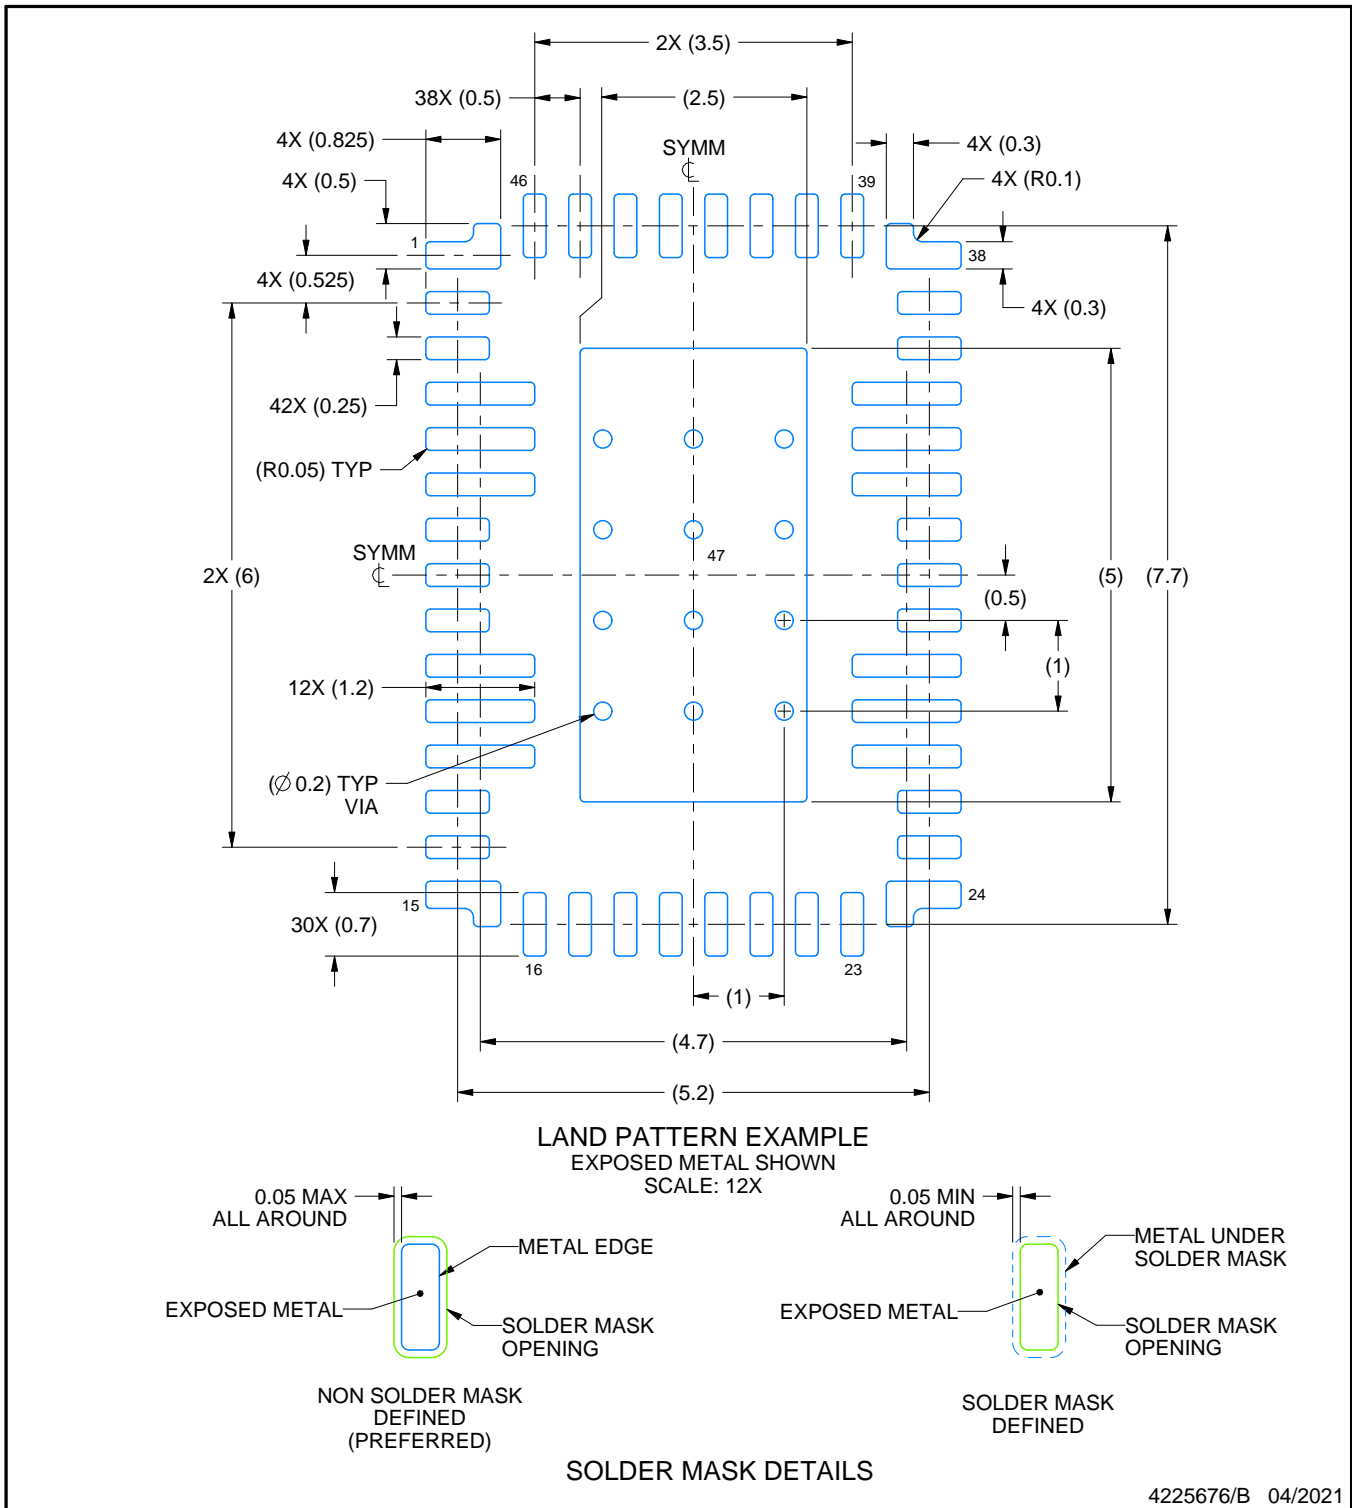 2X (3.5)
38X (0.5)
(2.5)
4X (0.825)
SYMM
4X (0.3)
4X (0.5)
46
39
4X (R0.1)
1
38
4X (0.525)
4X (0.3)
42X (0.25)
(R0.05) TYP
SYMM
47
2X (6)
(5)
(7.7)
(0.5)
(1)
12X (1.2)
(Ø 0.2) TYP
VIA
15
24
30X (0.7)
16
23
(1)
(4.7)
(5.2)
LAND PATTERN EXAMPLE
EXPOSED METAL SHOWN
SCALE: 12X
0.05 MAX
ALL AROUND
METAL EDGE
EXPOSED METAL
SOLDER MASK
OPENING
NON SOLDER MASK
DEFINED
(PREFERRED)
0.05 MIN
ALL AROUND
METAL UNDER
SOLDER MASK
EXPOSED METAL
SOLDER MASK
OPENING
SOLDER MASK
DEFINED
SOLDER MASK DETAILS
4225676/B 04/2021